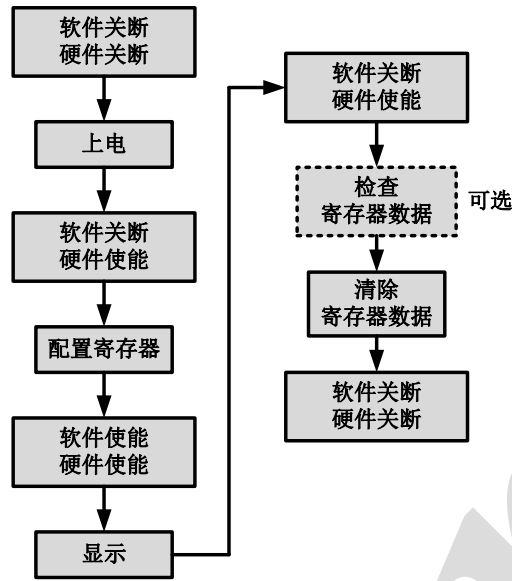 软件关断
硬件关断
上电
软件关断
硬件使能
配置寄存器
软件使能
硬件使能
显示
软件关断
硬件使能
检查
寄存器数据
可选
清除
寄存器数据
软件关断
硬件关断